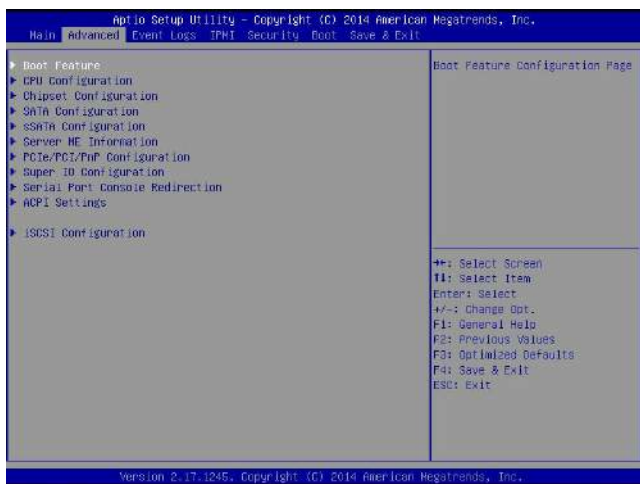 Aptio Setup Utility - Copyright (C) 2014 American Megatrends, Inc.
Main Advanced Event Logs IPMI Security Boot Save & Exit
Boot Feature
CPU Configuration
Chipset Configuration
SATA Configuration
sSATA Configuration
Server ME Information
PCIe/PCI/PnP Configuration
Super IO Configuration
Serial Port Console Redirection
ACPI Settings
iSCSI Configuration
Boot Feature Configuration Page
→←: Select Screen
↑↓: Select Item
Enter: Select
+/-: Change Opt.
F1: General Help
F2: Previous Values
F3: Optimized Defaults
F4: Save & Exit
ESC: Exit
Version 2.17.1245. Copyright (C) 2014 American Megatrends, Inc.